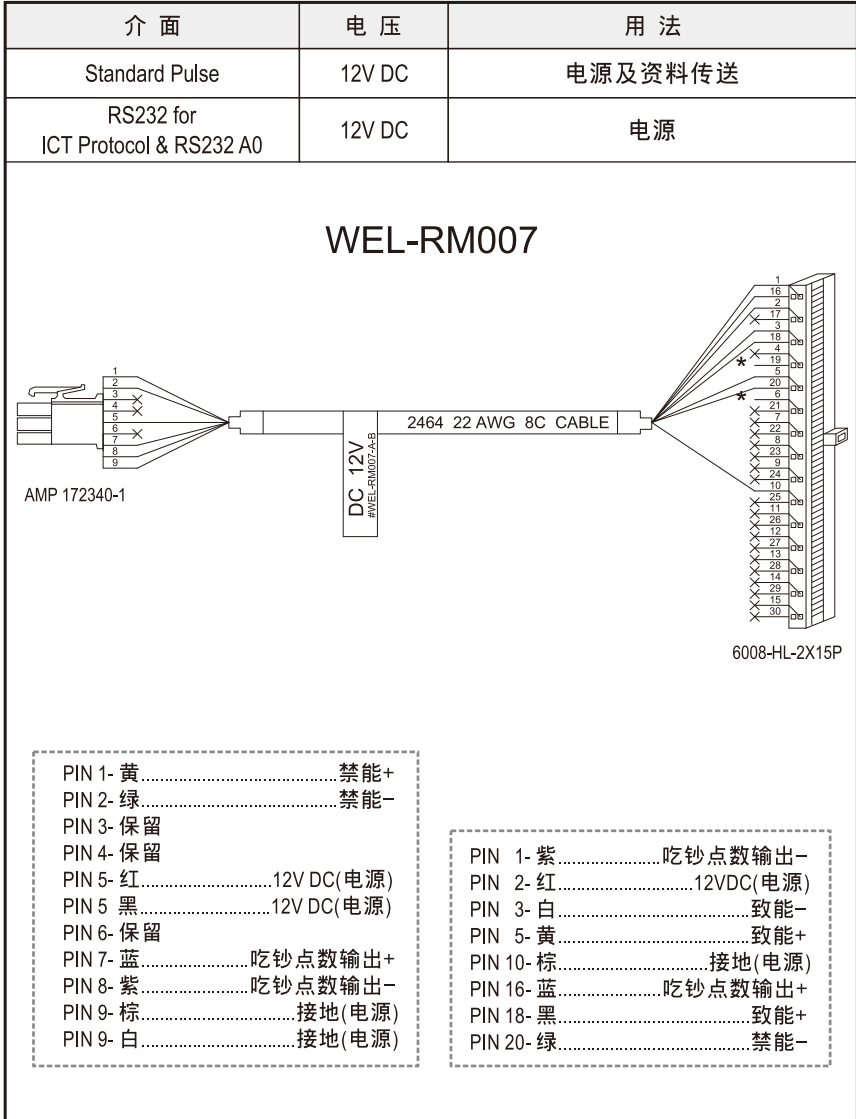 介 面 电 压 用 法
Standard Pulse 12V DC 电源及资料传送
RS232 for
ICT Protocol & RS232 A0 12V DC 电源
WEL-RM007
1
2
3
4
5
6
7
8
9
AMP 172340-1
DC 12V
#WEL-RM007-A-B
2464 22 AWG 8C CABLE
1
16
2
17
3
18
4
* 19
5
20
* 6
21
7
22
8
23
9
24
10
25
11
26
12
27
13
28
14
29
15
30
6008-HL-2X15P
PIN 1- 黄..............................禁能+
PIN 2- 绿..............................禁能–
PIN 3- 保留
PIN 4- 保留
PIN 5- 红....................12V DC(电源)
PIN 5 黑....................12V DC(电源)
PIN 6- 保留
PIN 7- 蓝.................吃钞点数输出+
PIN 8- 紫.................吃钞点数输出–
PIN 9- 棕........................接地(电源)
PIN 9- 白........................接地(电源)
PIN 1- 紫................吃钞点数输出–
PIN 2- 红.....................12VDC(电源)
PIN 3- 白..............................致能–
PIN 5- 黄..............................致能+
PIN 10- 棕.......................接地(电源)
PIN 16- 蓝................吃钞点数输出+
PIN 18- 黑..............................致能+
PIN 20- 绿..............................禁能–